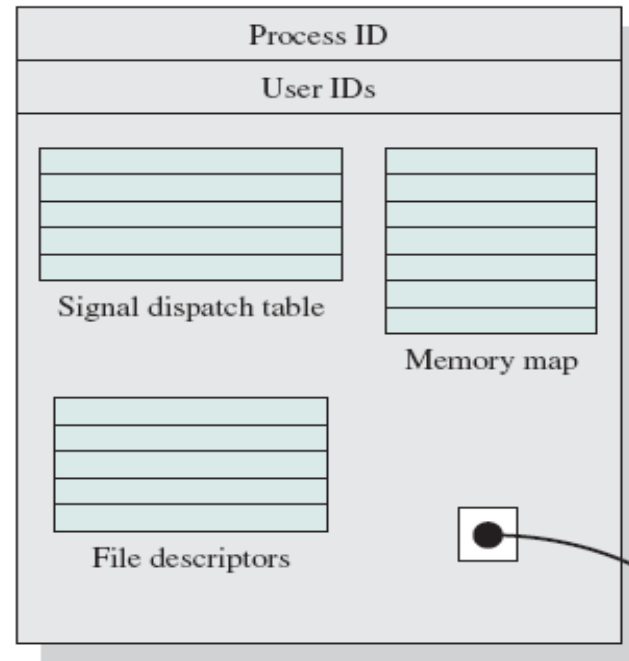 Process ID
User IDs
Signal dispatch table
Memory map
File descriptors